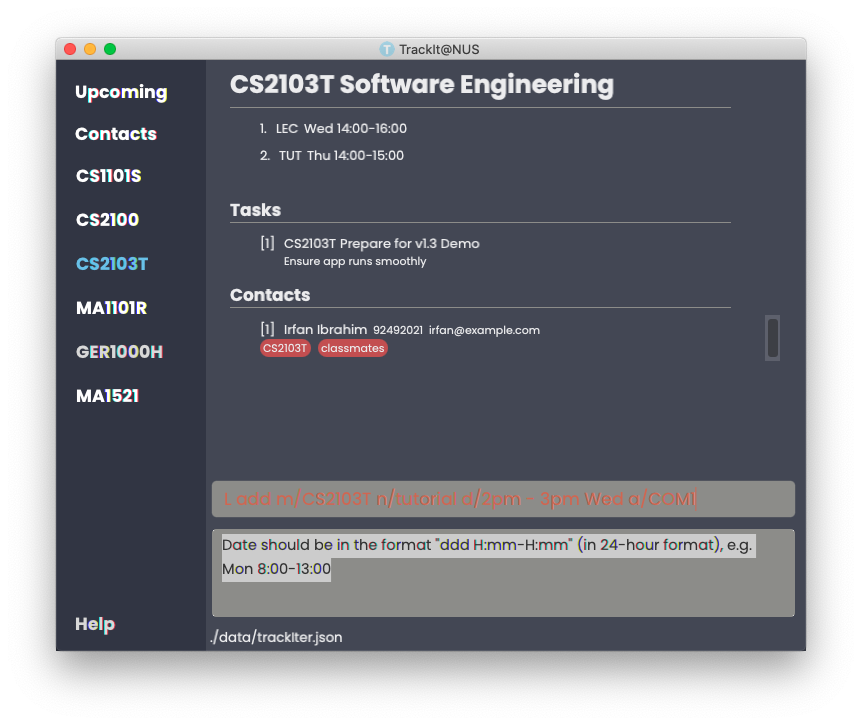 T TrackIt@NUS
Upcoming
Contacts
CS1101S
CS2100
CS2103T
MA1101R
GER1000H
MA1521
Help
CS2103T Software Engineering
1. LEC Wed 14:00-16:00
2. TUT Thu 14:00-15:00
Tasks
[1] CS2103T Prepare for v1.3 Demo
Ensure app runs smoothly
Contacts
[1] Irfan Ibrahim 92492021 irfan@example.com
CS2103T classmates
L add m/CS2103T n/tutorial d/2pm - 3pm Wed a/COM1
Date should be in the format "ddd H:mm-H:mm" (in 24-hour format), e.g.
Mon 8:00-13:00
./data/trackIter.json